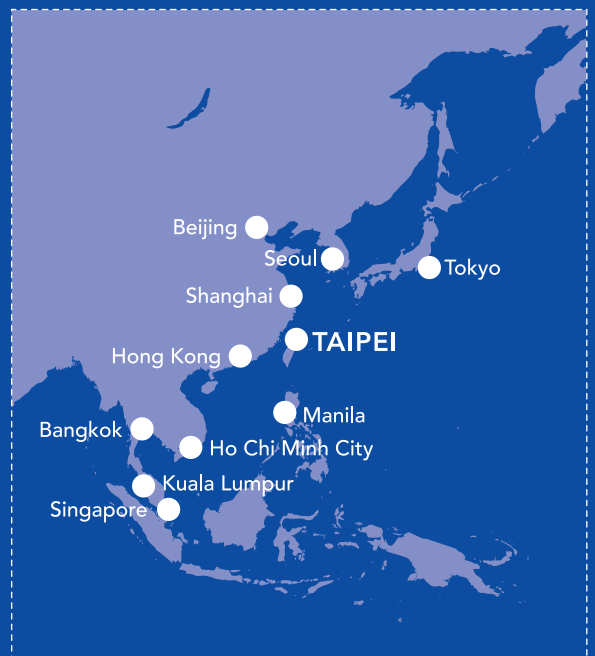 Beijing
Seoul
Tokyo
Shanghai
TAIPEI
Hong Kong
Manila
Bangkok
Ho Chi Minh City
Kuala Lumpur
Singapore